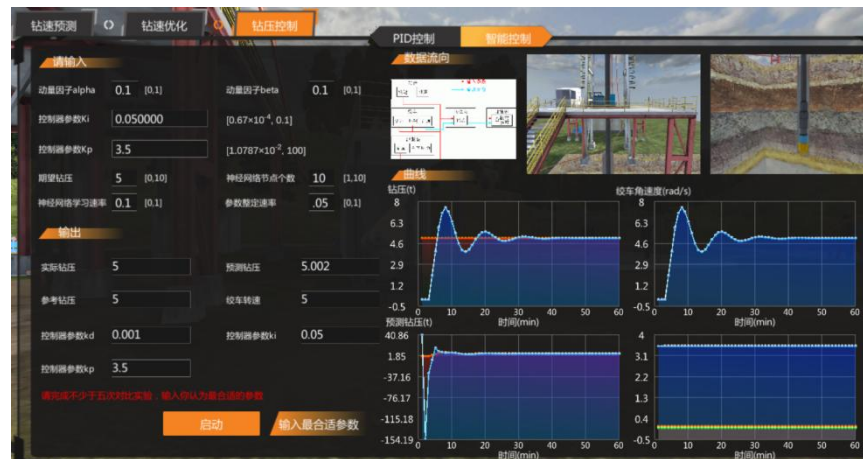 钻速预测
钻速优化
钻压控制
PID控制
智能控制
请输入
动量因子alpha 0.1 [0,1] 动量因子beta 0.1 [0,1]
控制器参数Ki 0.050000 [0.67×10⁻⁴, 0.1]
控制器参数Kp 3.5 [1.0787×10⁻², 100]
期望钻压 5 [0,10] 神经网络节点个数 10 [1,10]
神经网络学习速率 0.1 [0,1] 参数整定速率 .05 [0,1]
输出
实际钻压 5 预测钻压 5.002
参考钻压 5 绞车转速 5
控制器参数kd 0.001 控制器参数ki 0.05
控制器参数kp 3.5
请完成不少于五次对比实验，输入你认为最合适的参数
启动
输入最合适参数
数据流向
曲线
钻压(t)
8
6.3
4.6
2.9
1.2
-0.5
0 10 20 30 40 50 60
时间(min)
绞车角速度(rad/s)
8
6.3
4.6
2.9
1.2
-0.5
0 10 20 30 40 50 60
时间(min)
预测钻压(t)
40.86
1.85
-37.16
-76.17
-115.18
-154.19
0 10 20 30 40 50 60
时间(min)
4
3.1
2.2
1.3
0.4
-0.5
0 10 20 30 40 50 60
时间(min)